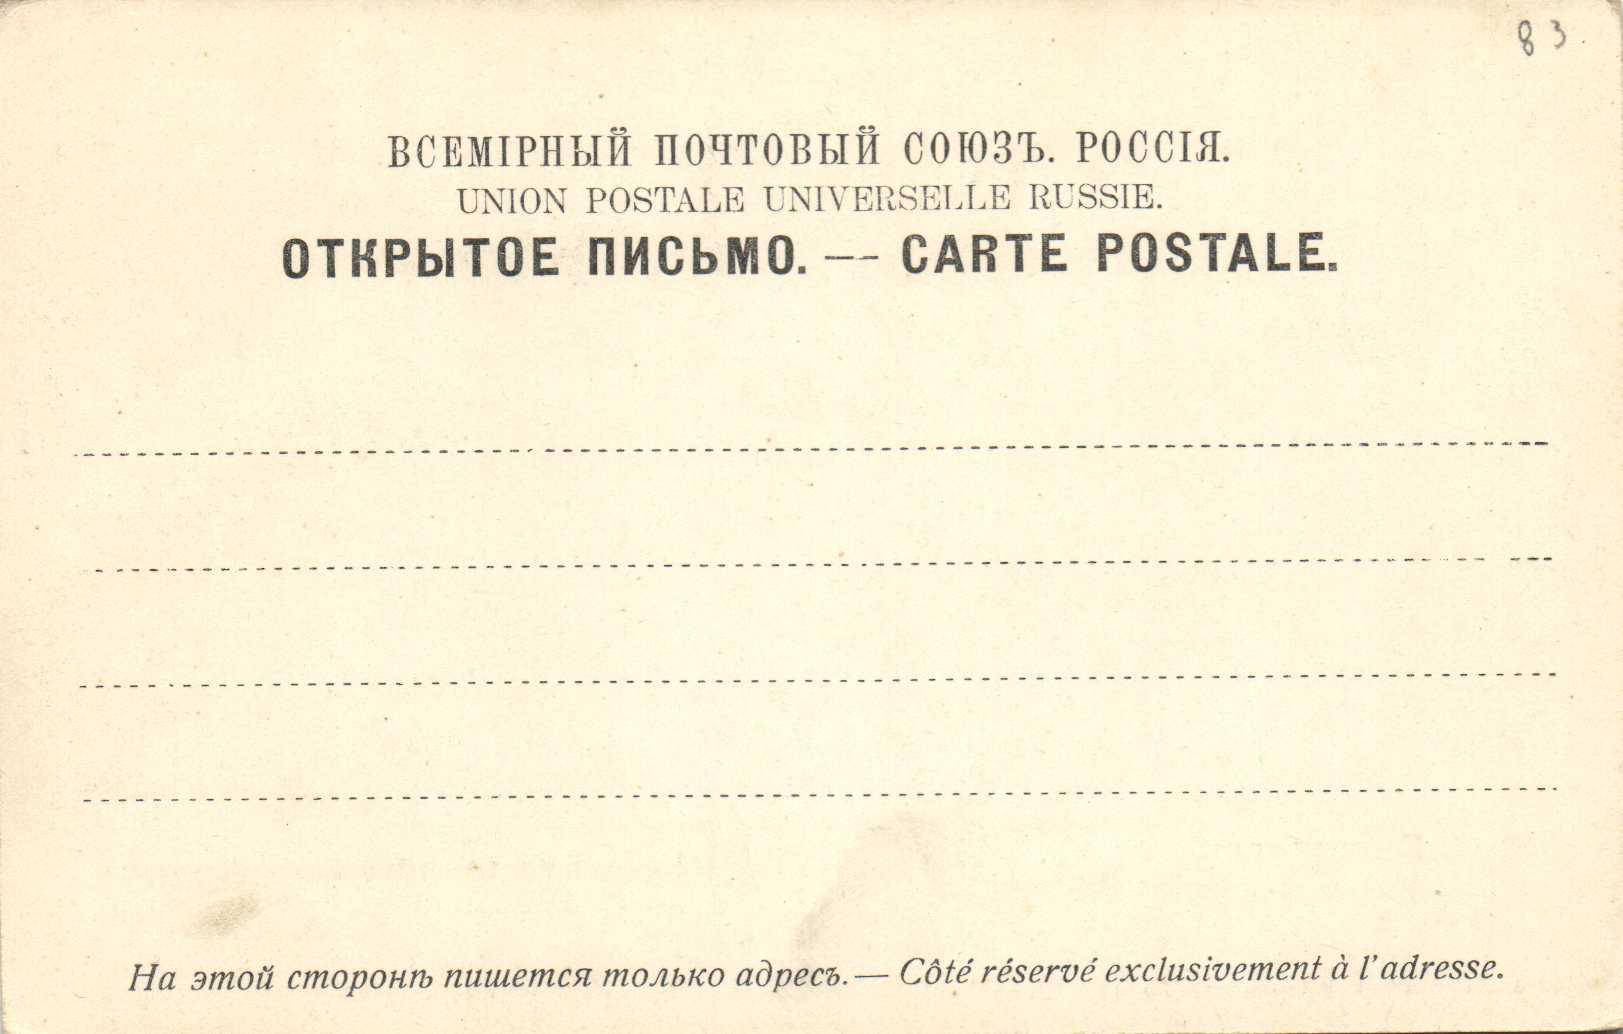 83
ВСЕМІРНЫЙ ПОЧТОВЫЙ СОЮЗЪ. РОССІЯ.
UNION POSTALE UNIVERSELLE RUSSIE.
ОТКРЫТОЕ ПИСЬМО. — CARTE POSTALE.
На этой сторонѣ пишется только адресъ. — Côté réservé exclusivement à l'adresse.